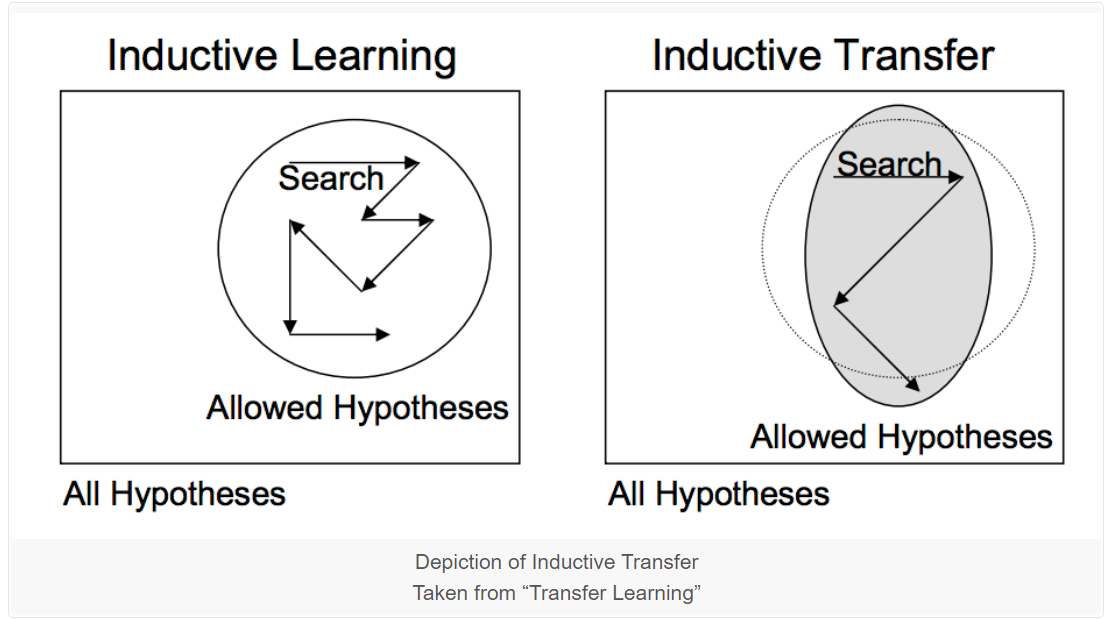 Inductive Learning
Search
Allowed Hypotheses
All Hypotheses
Inductive Transfer
Search
Allowed Hypotheses
All Hypotheses
Depiction of Inductive Transfer
Taken from “Transfer Learning”